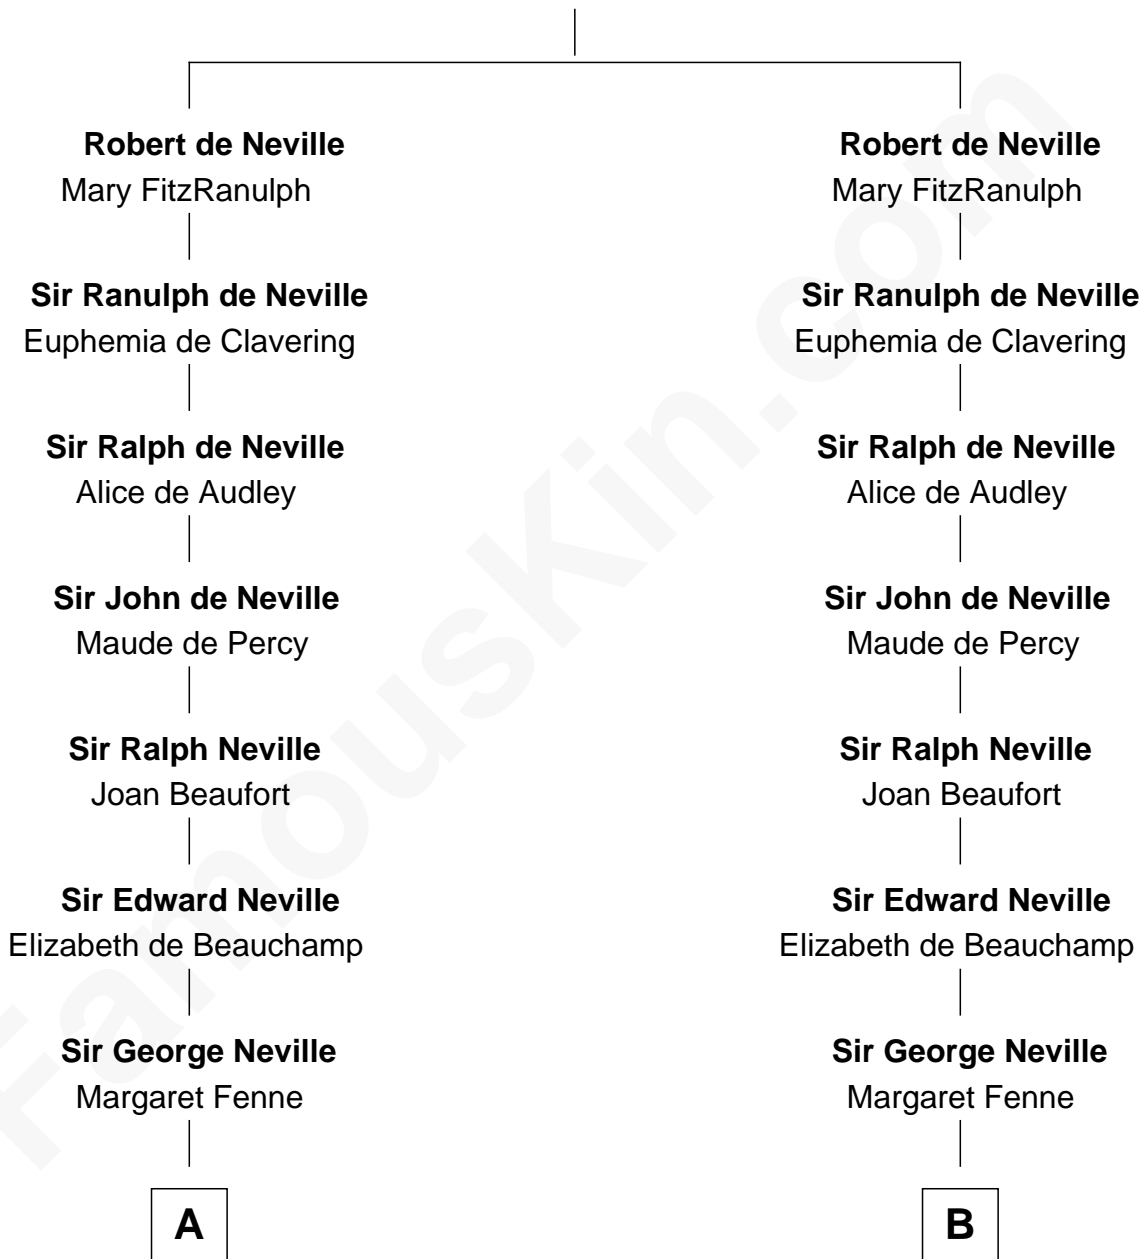 Robert de Neville
Mary FitzRanulph
Sir Ranulph de Neville
Euphemia de Clavering
Sir Ralph de Neville
Alice de Audley
Sir John de Neville
Maude de Percy
Sir Ralph Neville
Joan Beaufort
Sir Edward Neville
Elizabeth de Beauchamp
Sir George Neville
Margaret Fenne
A
Robert de Neville
Mary FitzRanulph
Sir Ranulph de Neville
Euphemia de Clavering
Sir Ralph de Neville
Alice de Audley
Sir John de Neville
Maude de Percy
Sir Ralph Neville
Joan Beaufort
Sir Edward Neville
Elizabeth de Beauchamp
Sir George Neville
Margaret Fenne
B
FamousKin.com